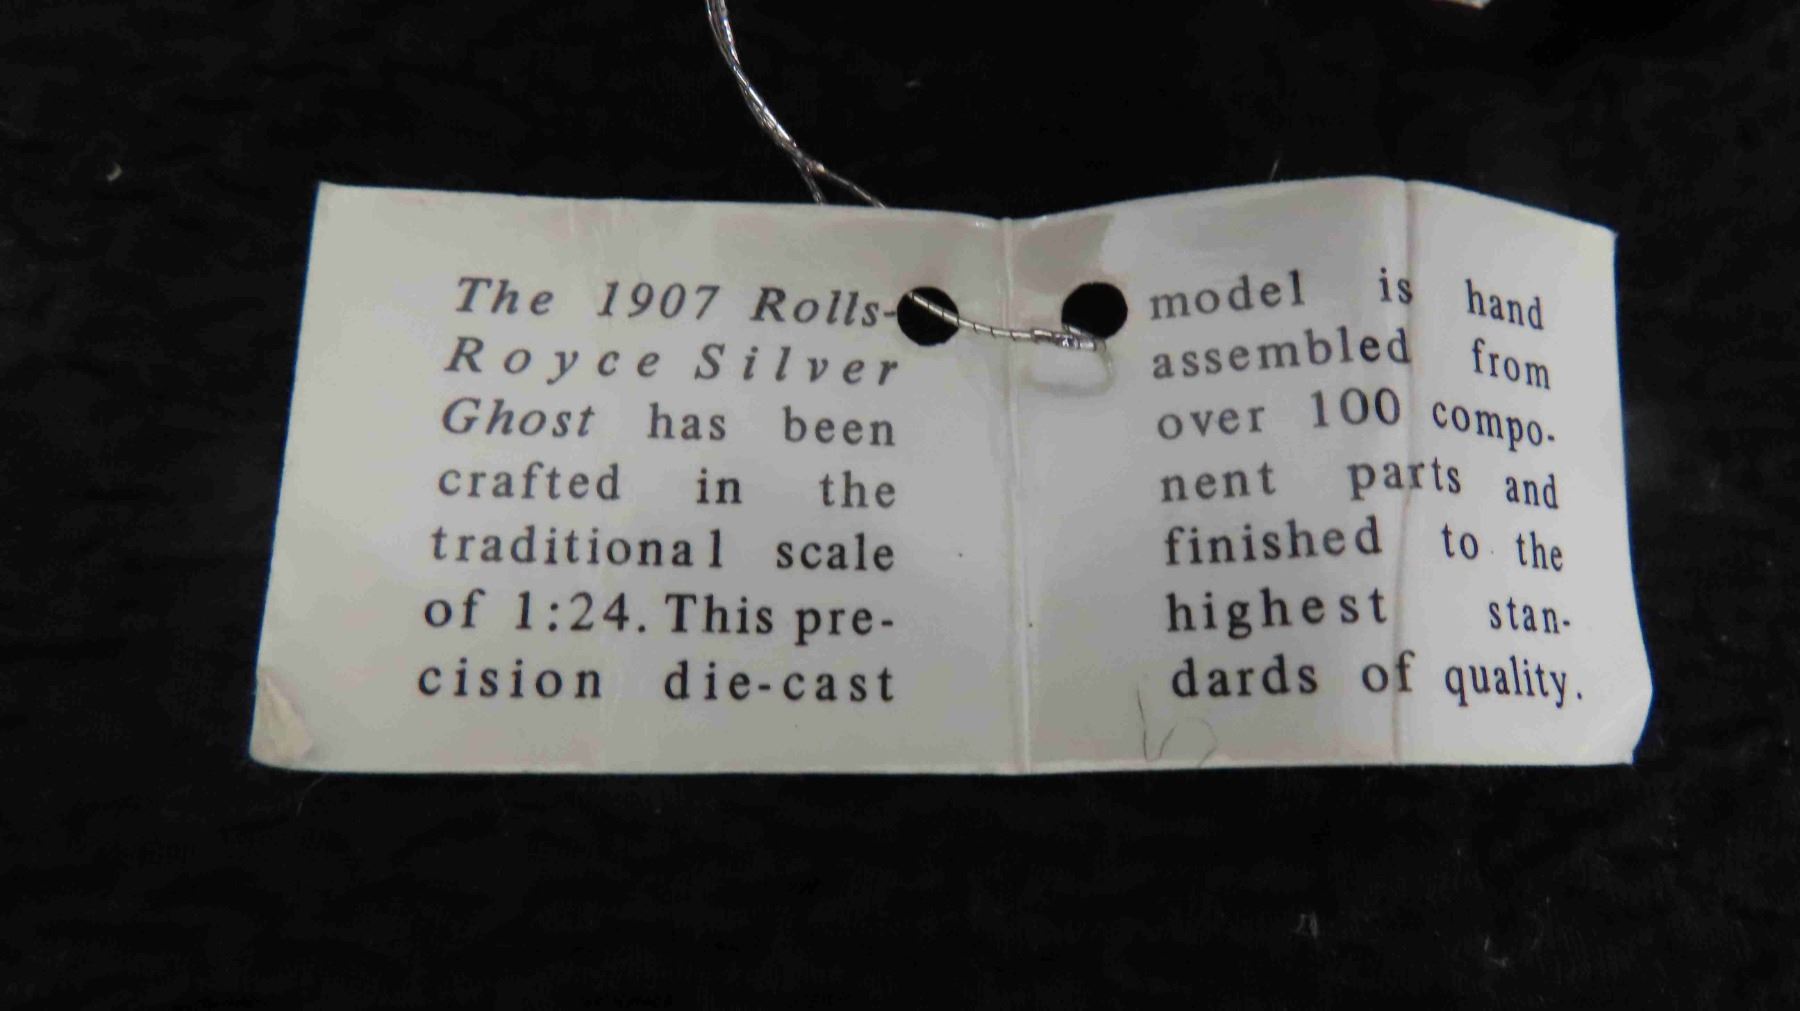 The 1907 Rolls-
Royce Silver
Ghost has been
crafted in the
traditional scale
of 1:24. This pre-
cision die-cast
model is hand
assembled from
over 100 compo-
nent parts and
finished to the
highest stan-
dards of quality.